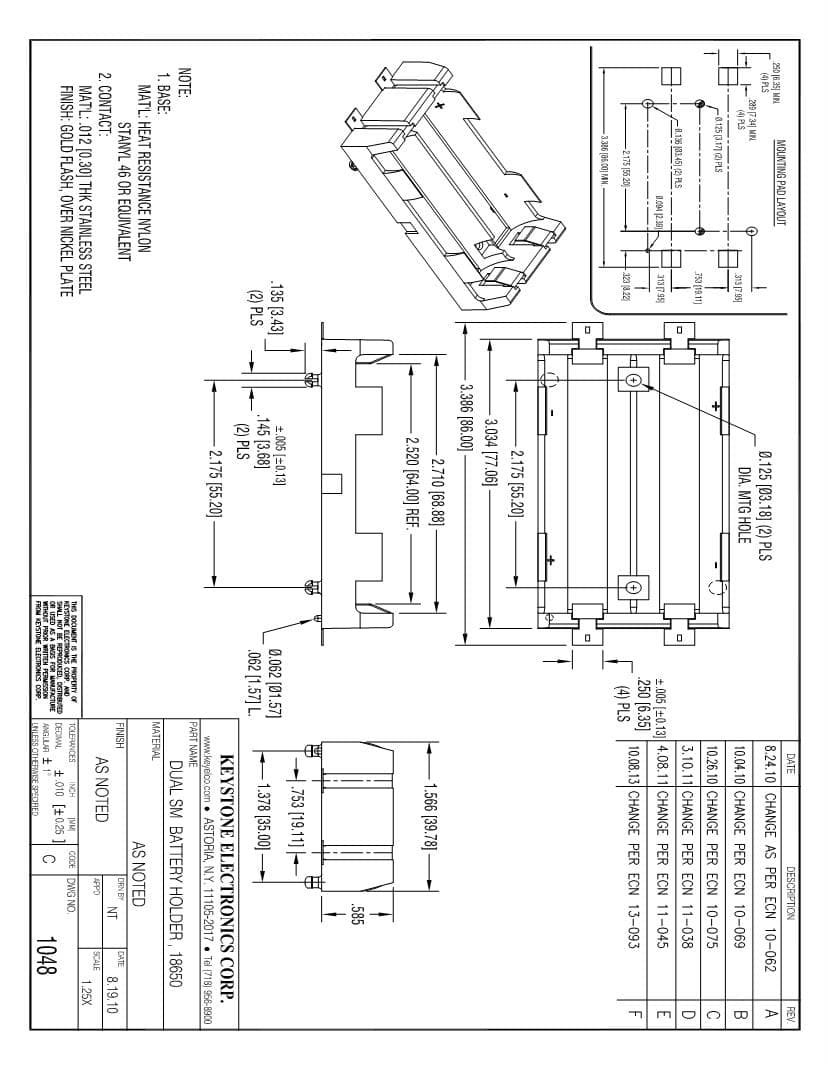 MOUNTING PAD LAYOUT
.250 [6.35] MIN.
(4) PLS
.289 [7.34] MIN.
(4) PLS
Ø.125 [3.17] (2) PLS
Ø.136 [Ø3.45] (2) PLS
2.175 [55.20]
Ø.094 [2.39]
3.386 [86.00] MIN.
.313 [7.95]
.753 [19.11]
.313 [7.95]
.323 [8.22]
+
-
NOTE:
1. BASE:
MAT'L: HEAT RESISTANCE NYLON
STANYL 46 OR EQUIVALENT
2. CONTACT:
MAT'L: .012 [0.30] THK STAINLESS STEEL
FINISH: GOLD FLASH, OVER NICKEL PLATE
Ø.125 [Ø3.18] (2) PLS
DIA. MTG HOLE
+
-
-
+
2.175 [55.20]
3.034 [77.06]
3.386 [86.00]
±.005 [±0.13]
.250 [6.35]
(4) PLS
2.710 [68.88]
2.520 [64.00] REF.
.135 [3.43]
(2) PLS
±.005 [±0.13]
.145 [3.68]
(2) PLS
2.175 [55.20]
Ø.062 [Ø1.57]
.062 [1.57] L.
1.566 [39.78]
.585
.753 [19.11]
1.378 [35.00]
DATE DESCRIPTION REV.
8.24.10 CHANGE AS PER ECN 10-062 A
10.04.10 CHANGE PER ECN 10-069 B
10.26.10 CHANGE PER ECN 10-075 C
3.10.11 CHANGE PER ECN 11-038 D
4.08.11 CHANGE PER ECN 11-045 E
10.08.13 CHANGE PER ECN 13-093 F
KEYSTONE ELECTRONICS CORP.
www.keyelco.com • ASTORIA, N.Y. 11105-2017 • Tel (718) 956-8900
PART NAME
DUAL SM BATTERY HOLDER, 18650
MATERIAL
AS NOTED
FINISH
AS NOTED
DRN BY
NT
DATE
8.19.10
APP'D
SCALE
1.25X
TOLERANCES INCH [MM]
DECIMAL ± .010 [± 0.25 ]
ANGULAR ± 1°
UNLESS OTHERWISE SPECIFIED
CODE
C
DWG NO.
1048
THIS DOCUMENT IS THE PROPERTY OF
KEYSTONE ELECTRONICS CORP. AND
SHALL NOT BE REPRODUCED, DISTRIBUTED
OR USED AS A BASIS FOR MANUFACTURE
WITHOUT PRIOR WRITTEN PERMISSION
FROM KEYSTONE ELECTRONICS CORP.